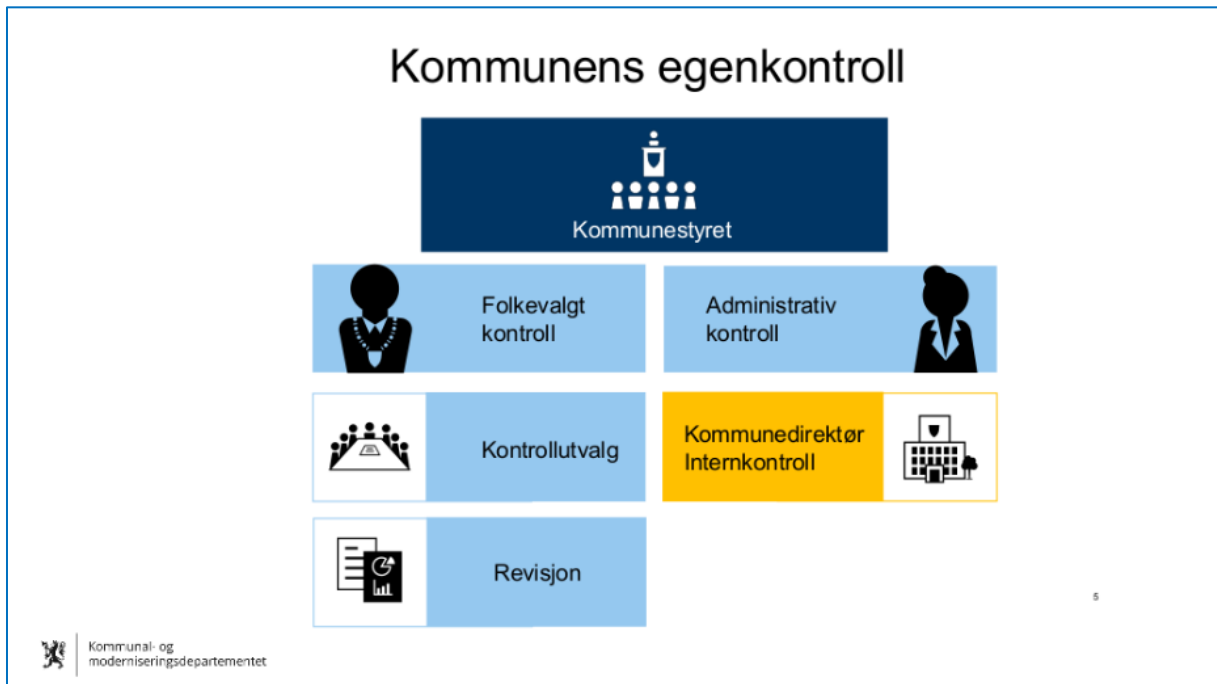 Kommunens egenkontroll
Kommunestyret
Folkevalgt
kontroll
Administrativ
kontroll
Kontrollutvalg
Kommunedirektør
Internkontroll
Revisjon
5
Kommunal- og
moderniseringsdepartementet